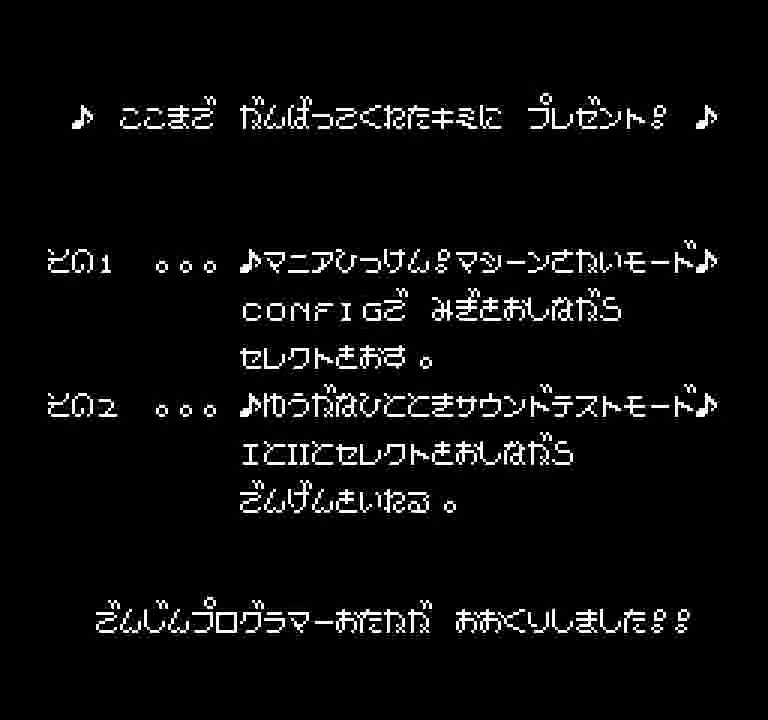 ♪ ここまで がんばってくれたキミに プレゼント! ♪
その1 。。。 ♪マニアひっけん!マシーン モード♪
CONFIGで みぎをおしながら
セレクトをおす。
その2 。。。 ♪ゆうがなひとときサウンドテストモード♪
IとIIとセレクトをおしながら
でんげんをいれる。
でんじんプログラマーおたわが おおくりしました!!